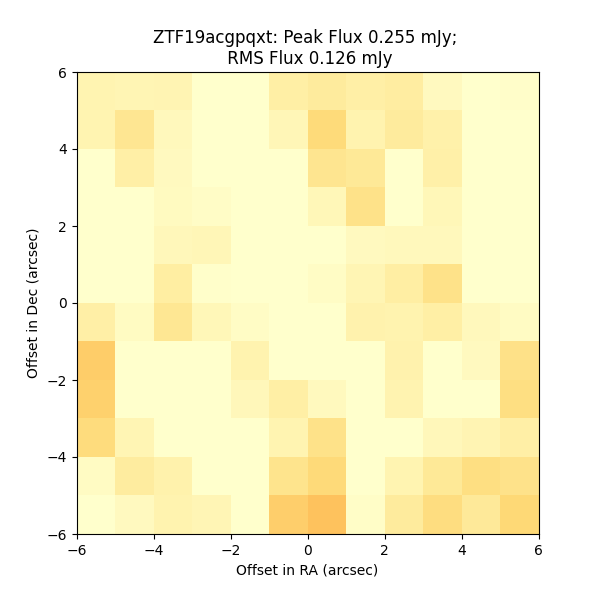 ZTF19acgpqxt: Peak Flux 0.255 mJy;
RMS Flux 0.126 mJy
6
4
2
0
−2
−4
−6
Offset in Dec (arcsec)
−6 −4 −2 0 2 4 6
Offset in RA (arcsec)